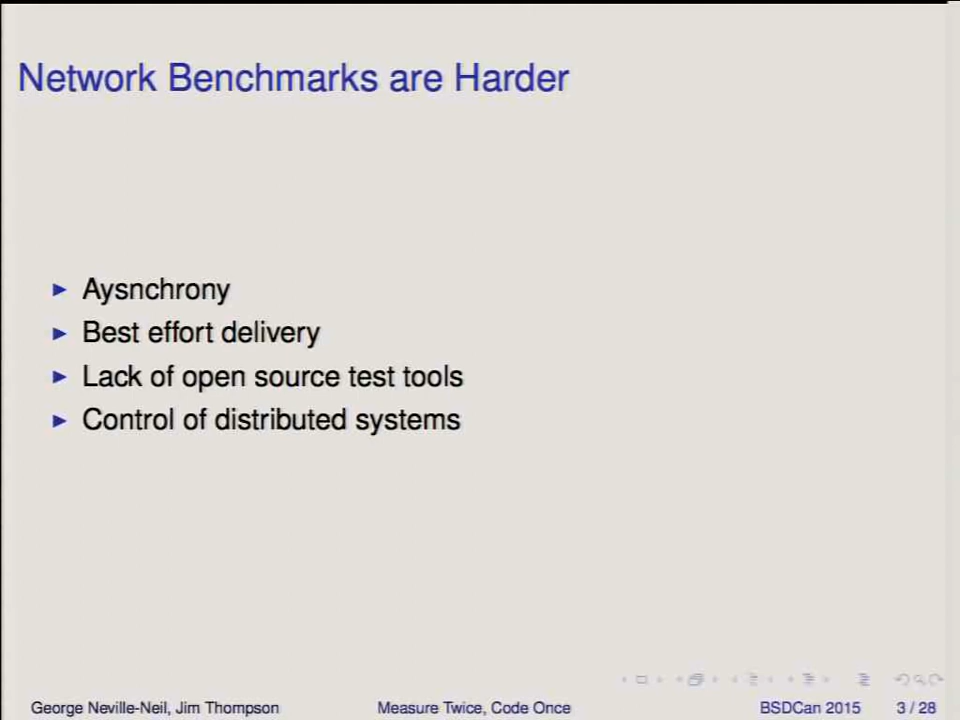 Network Benchmarks are Harder
Aysnchrony
Best effort delivery
Lack of open source test tools
Control of distributed systems
George Neville-Neil, Jim Thompson Measure Twice, Code Once BSDCan 2015 3 / 28